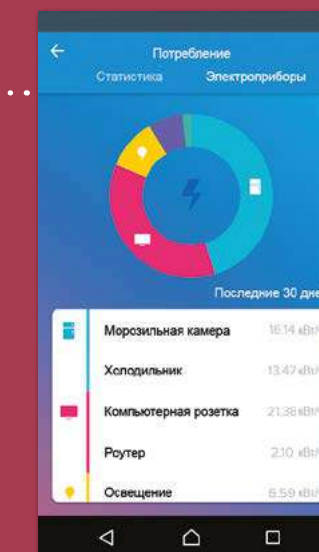 Потребление
Статистика Электроприборы
Последние 30 дне
Морозильная камера 16.14 кВт/
Холодильник 13.47 кВт/
Компьютерная розетка 21,38 кВт/
Роутер 2.10 кВт/
Освещение 6.59 кВт/